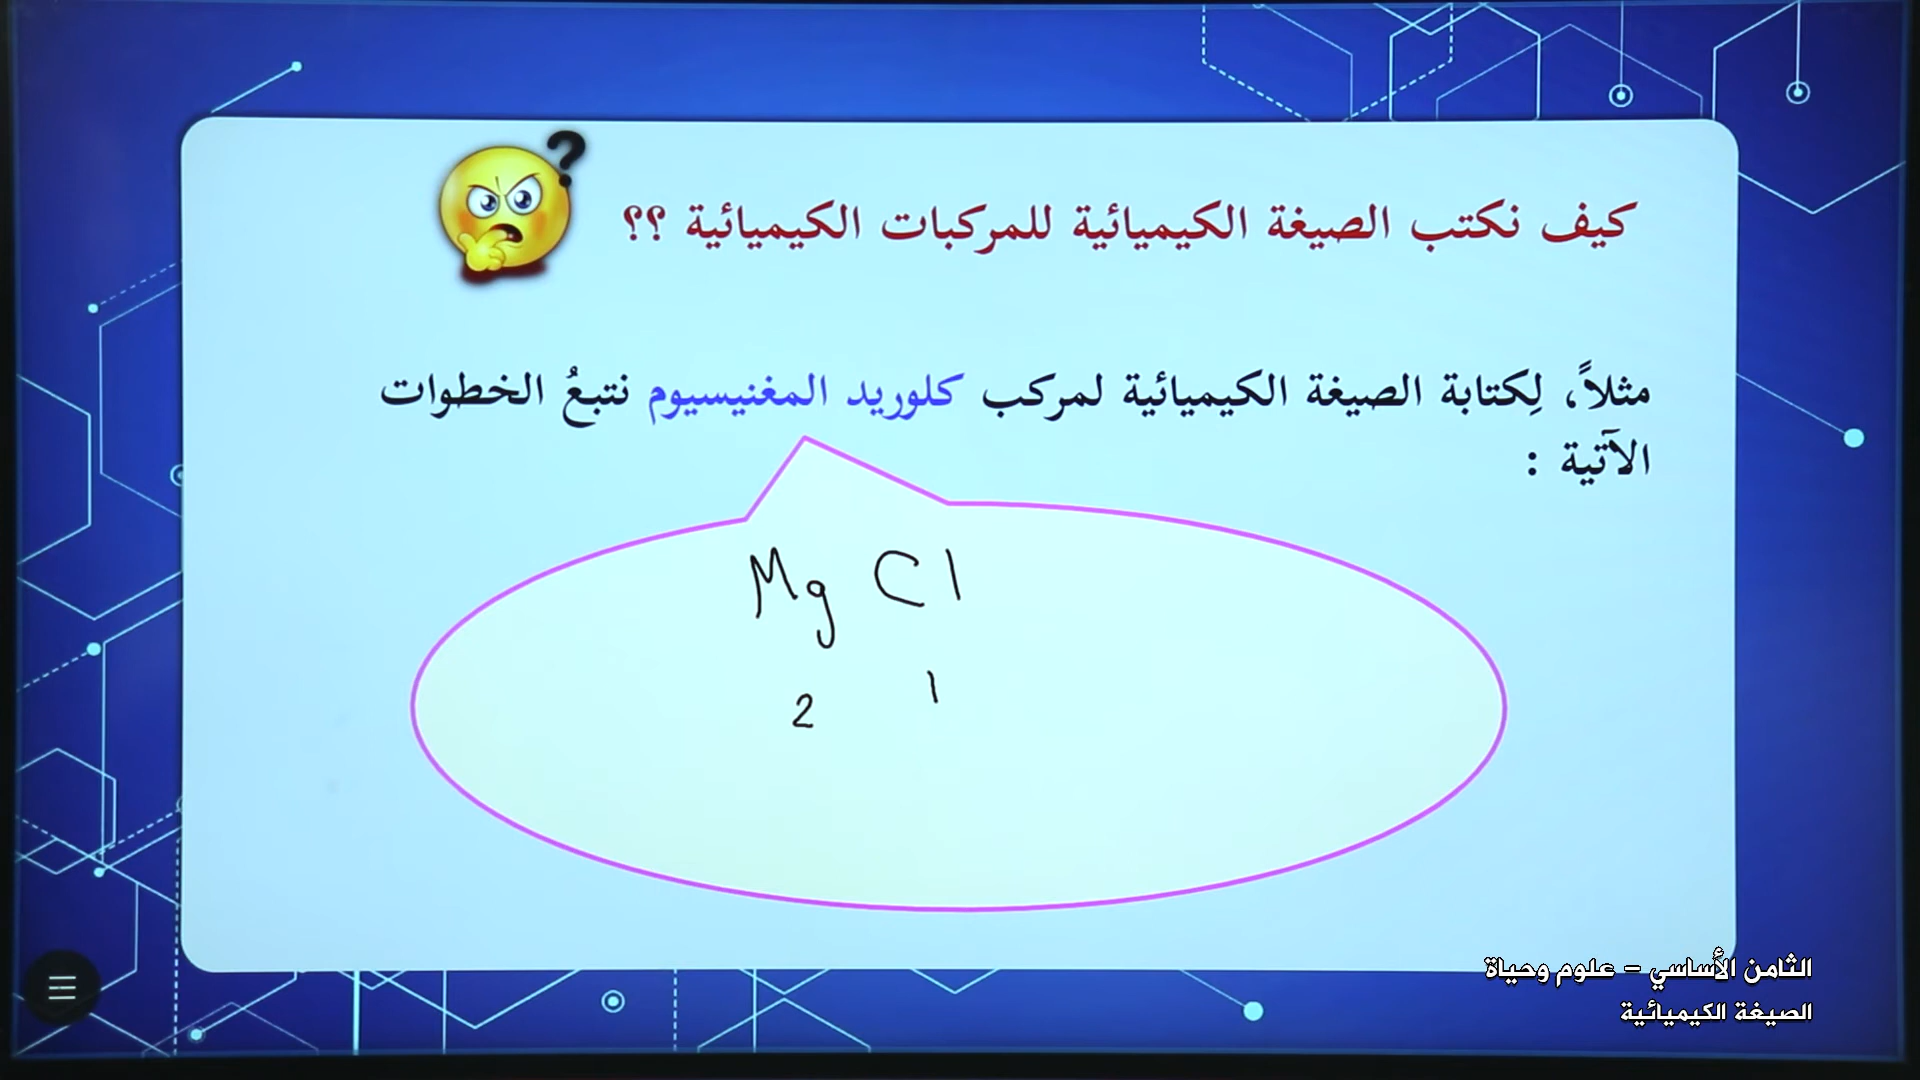 كيف نكتب الصيغة الكيميائية للمركبات الكيميائية ؟؟
مثلاً، لِكتابة الصيغة الكيميائية لمركب كلوريد المغنيسيوم نتبعُ الخطوات
الآتية :
Mg Cl
2 1
الثامن الأساسي - علوم وحياة
الصيغة الكيميائية